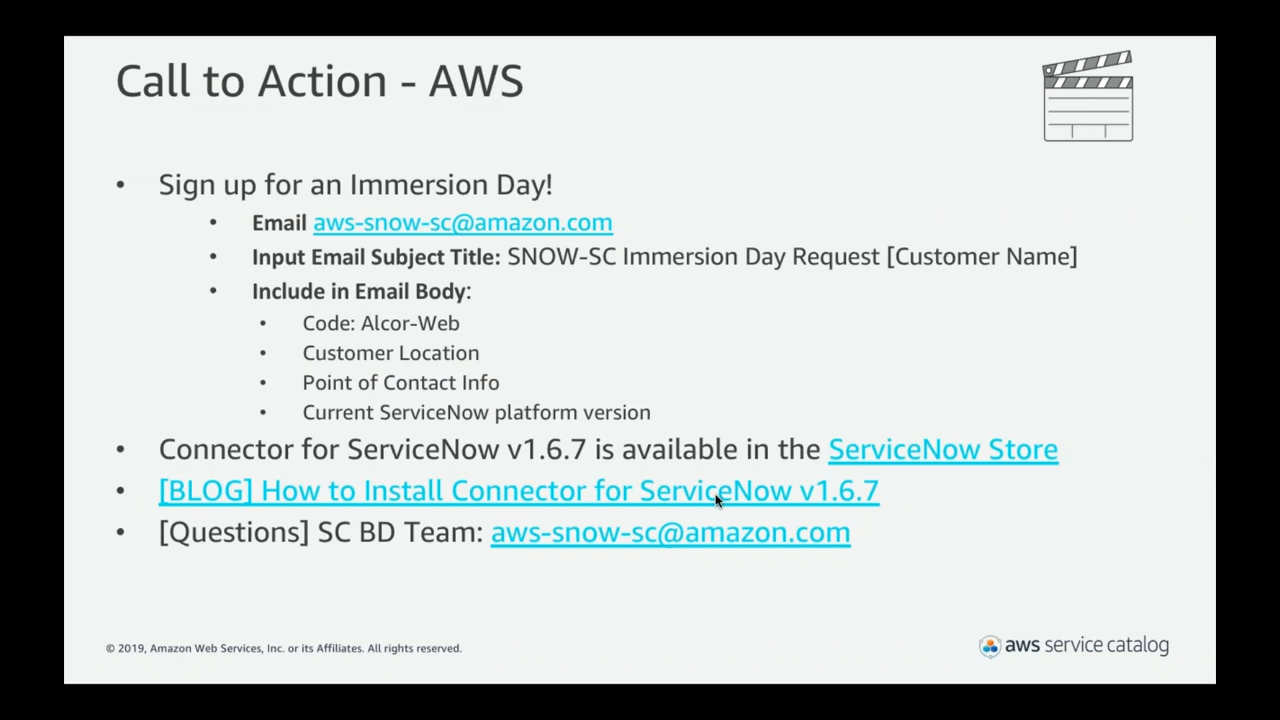 Call to Action - AWS
• Sign up for an Immersion Day!
• Email aws-snow-sc@amazon.com
• Input Email Subject Title: SNOW-SC Immersion Day Request [Customer Name]
• Include in Email Body:
• Code: Alcor-Web
• Customer Location
• Point of Contact Info
• Current ServiceNow platform version
• Connector for ServiceNow v1.6.7 is available in the ServiceNow Store
• [BLOG] How to Install Connector for ServiceNow v1.6.7
• [Questions] SC BD Team: aws-snow-sc@amazon.com
© 2019, Amazon Web Services, Inc. or its Affiliates. All rights reserved.
aws service catalog